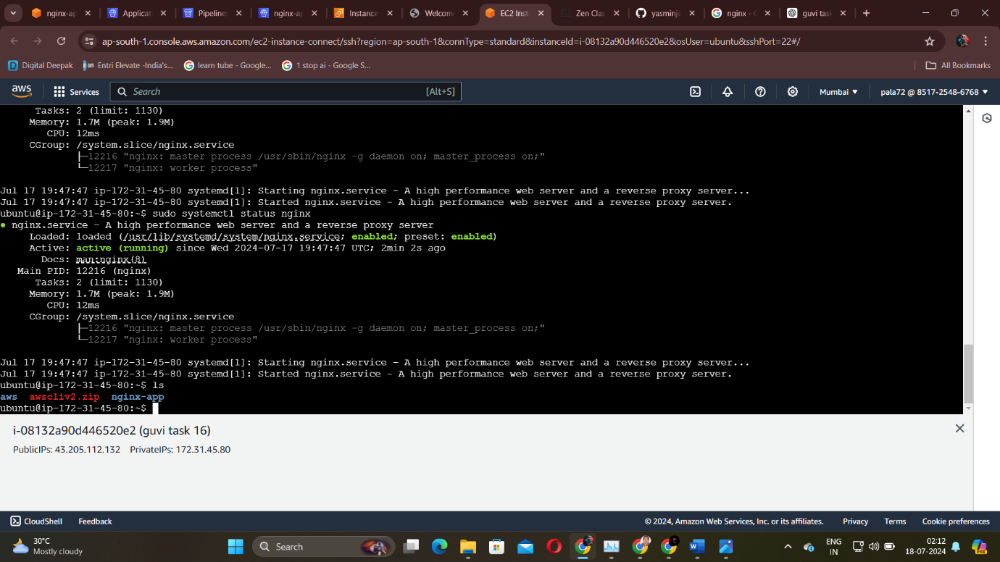 nginx-ap
Applicati
Pipelines
nginx-ap
Instance
Welcome
EC2 Inst
Zen Clas
yasminje
nginx - G
guvi task
ap-south-1.console.aws.amazon.com/ec2-instance-connect/ssh?region=ap-south-1&connType=standard&instanceId=i-08132a90d446520e2&osUser=ubuntu&sshPort=22#/
Digital Deepak
Entri Elevate -India's...
learn tube - Google...
1 stop ai - Google S...
All Bookmarks
aws
Services
Search
[Alt+S]
Mumbai
pala72 @ 8517-2548-6768
Tasks: 2 (limit: 1130)
Memory: 1.7M (peak: 1.9M)
CPU: 12ms
CGroup: /system.slice/nginx.service
├─12216 "nginx: master process /usr/sbin/nginx -g daemon on; master_process on;"
└─12217 "nginx: worker process"
Jul 17 19:47:47 ip-172-31-45-80 systemd[1]: Starting nginx.service - A high performance web server and a reverse proxy server...
Jul 17 19:47:47 ip-172-31-45-80 systemd[1]: Started nginx.service - A high performance web server and a reverse proxy server.
ubuntu@ip-172-31-45-80:~$ sudo systemctl status nginx
● nginx.service - A high performance web server and a reverse proxy server
Loaded: loaded (/usr/lib/systemd/system/nginx.service; enabled; preset: enabled)
Active: active (running) since Wed 2024-07-17 19:47:47 UTC; 2min 2s ago
Docs: man:nginx(8)
Main PID: 12216 (nginx)
Tasks: 2 (limit: 1130)
Memory: 1.7M (peak: 1.9M)
CPU: 12ms
CGroup: /system.slice/nginx.service
├─12216 "nginx: master process /usr/sbin/nginx -g daemon on; master_process on;"
└─12217 "nginx: worker process"
Jul 17 19:47:47 ip-172-31-45-80 systemd[1]: Starting nginx.service - A high performance web server and a reverse proxy server...
Jul 17 19:47:47 ip-172-31-45-80 systemd[1]: Started nginx.service - A high performance web server and a reverse proxy server.
ubuntu@ip-172-31-45-80:~$ ls
aws awscliv2.zip nginx-app
ubuntu@ip-172-31-45-80:~$
i-08132a90d446520e2 (guvi task 16)
PublicIPs: 43.205.112.132 PrivateIPs: 172.31.45.80
CloudShell
Feedback
© 2024, Amazon Web Services, Inc. or its affiliates.
Privacy
Terms
Cookie preferences
30°C
Mostly cloudy
Search
ENG
IN
02:12
18-07-2024
PRE